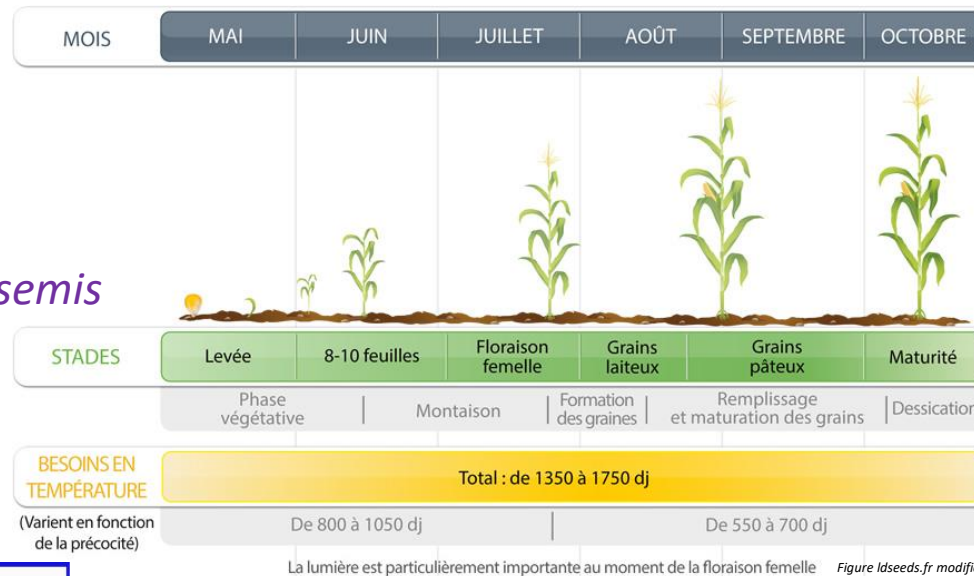 MOIS MAI JUIN JUILLET AOÛT SEPTEMBRE OCTOBRE
semis
STADES Levée 8-10 feuilles Floraison femelle Grains laiteux Grains pâteux Maturité
Phase végétative Montaison Formation des graines Remplissage et maturation des grains
BESOINS EN TEMPÉRATURE
Total : de 1350 à 1750 dj
(Varient en fonction de la précocité)
De 800 à 1050 dj De 550 à 700 dj
La lumière est particulièrement importante au moment de la floraison femelle
Figure ldseeds.fr